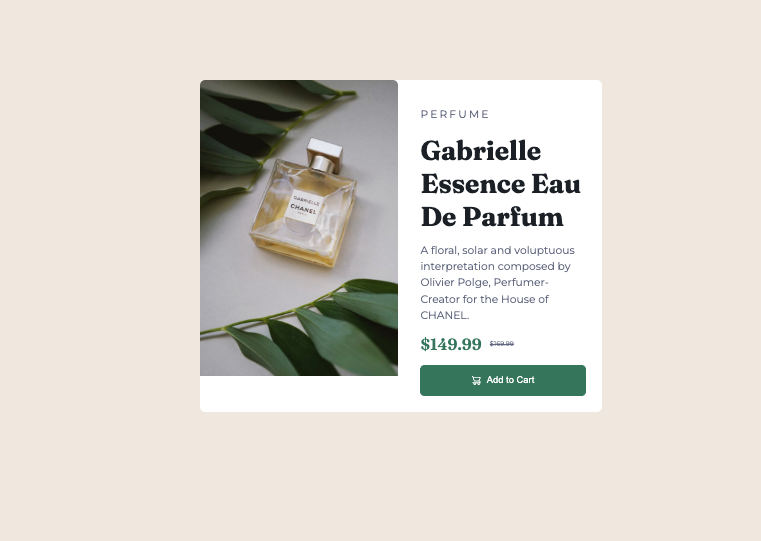 GABRIELLE
CHANEL
PERFUME
Gabrielle
Essence Eau
De Parfum
A floral, solar and voluptuous
interpretation composed by
Olivier Polge, Perfumer-
Creator for the House of
CHANEL.
$149.99 $169.99
Add to Cart